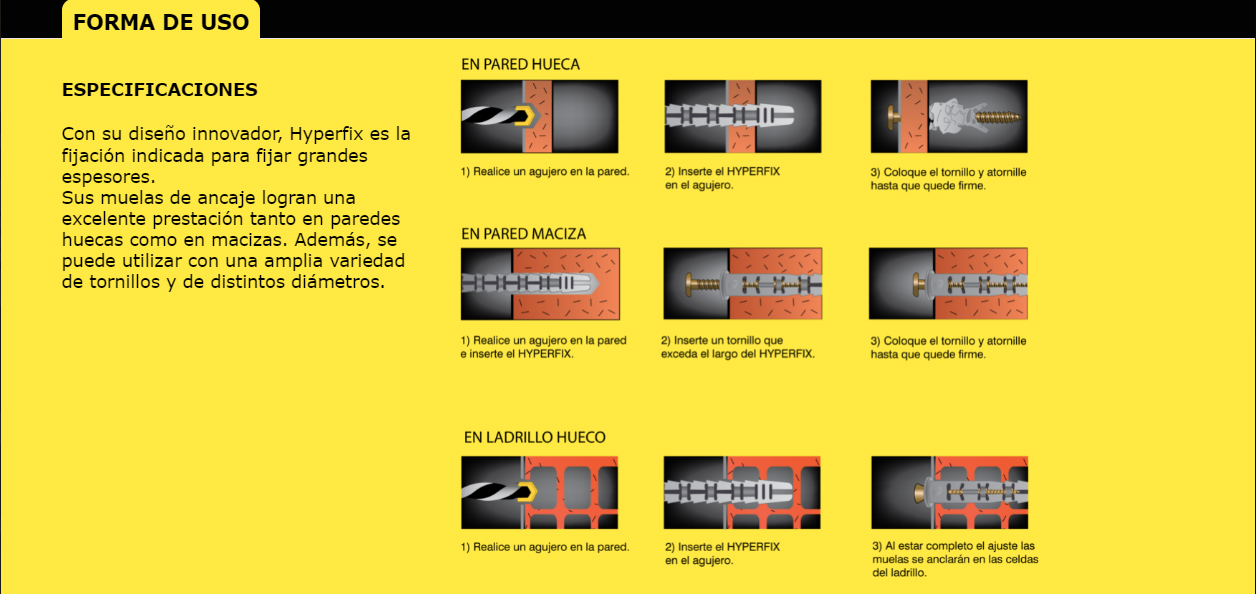 FORMA DE USO
ESPECIFICACIONES
Con su diseño innovador, Hyperfix es la
fijación indicada para fijar grandes
espesores.
Sus muelas de ancaje logran una
excelente prestación tanto en paredes
huecas como en macizas. Además, se
puede utilizar con una amplia variedad
de tornillos y de distintos diámetros.
EN PARED HUECA
1) Realice un agujero en la pared.
2) Inserte el HYPERFIX
en el agujero.
3) Coloque el tornillo y atornille
hasta que quede firme.
EN PARED MACIZA
1) Realice un agujero en la pared
e inserte el HYPERFIX.
2) Inserte un tornillo que
exceda el largo del HYPERFIX.
3) Coloque el tornillo y atornille
hasta que quede firme.
EN LADRILLO HUECO
1) Realice un agujero en la pared.
2) Inserte el HYPERFIX
en el agujero.
3) Al estar completo el ajuste las
muelas se anclarán en las celdas
del ladrillo.